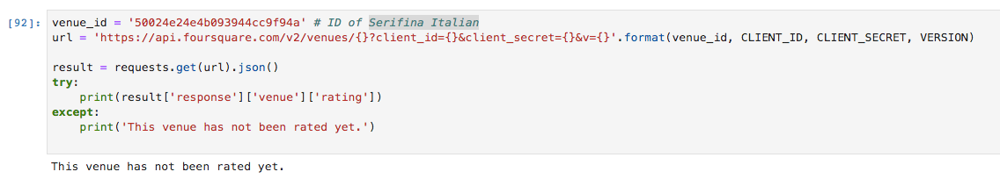 [92]: venue_id = '50024e24e4b093944cc9f94a' # ID of Serifina Italian
url = 'https://api.foursquare.com/v2/venues/{}?client_id={}&client_secret={}&v={}'.format(venue_id, CLIENT_ID, CLIENT_SECRET, VERSION)
result = requests.get(url).json()
try:
    print(result['response']['venue']['rating'])
except:
    print('This venue has not been rated yet.')
This venue has not been rated yet.